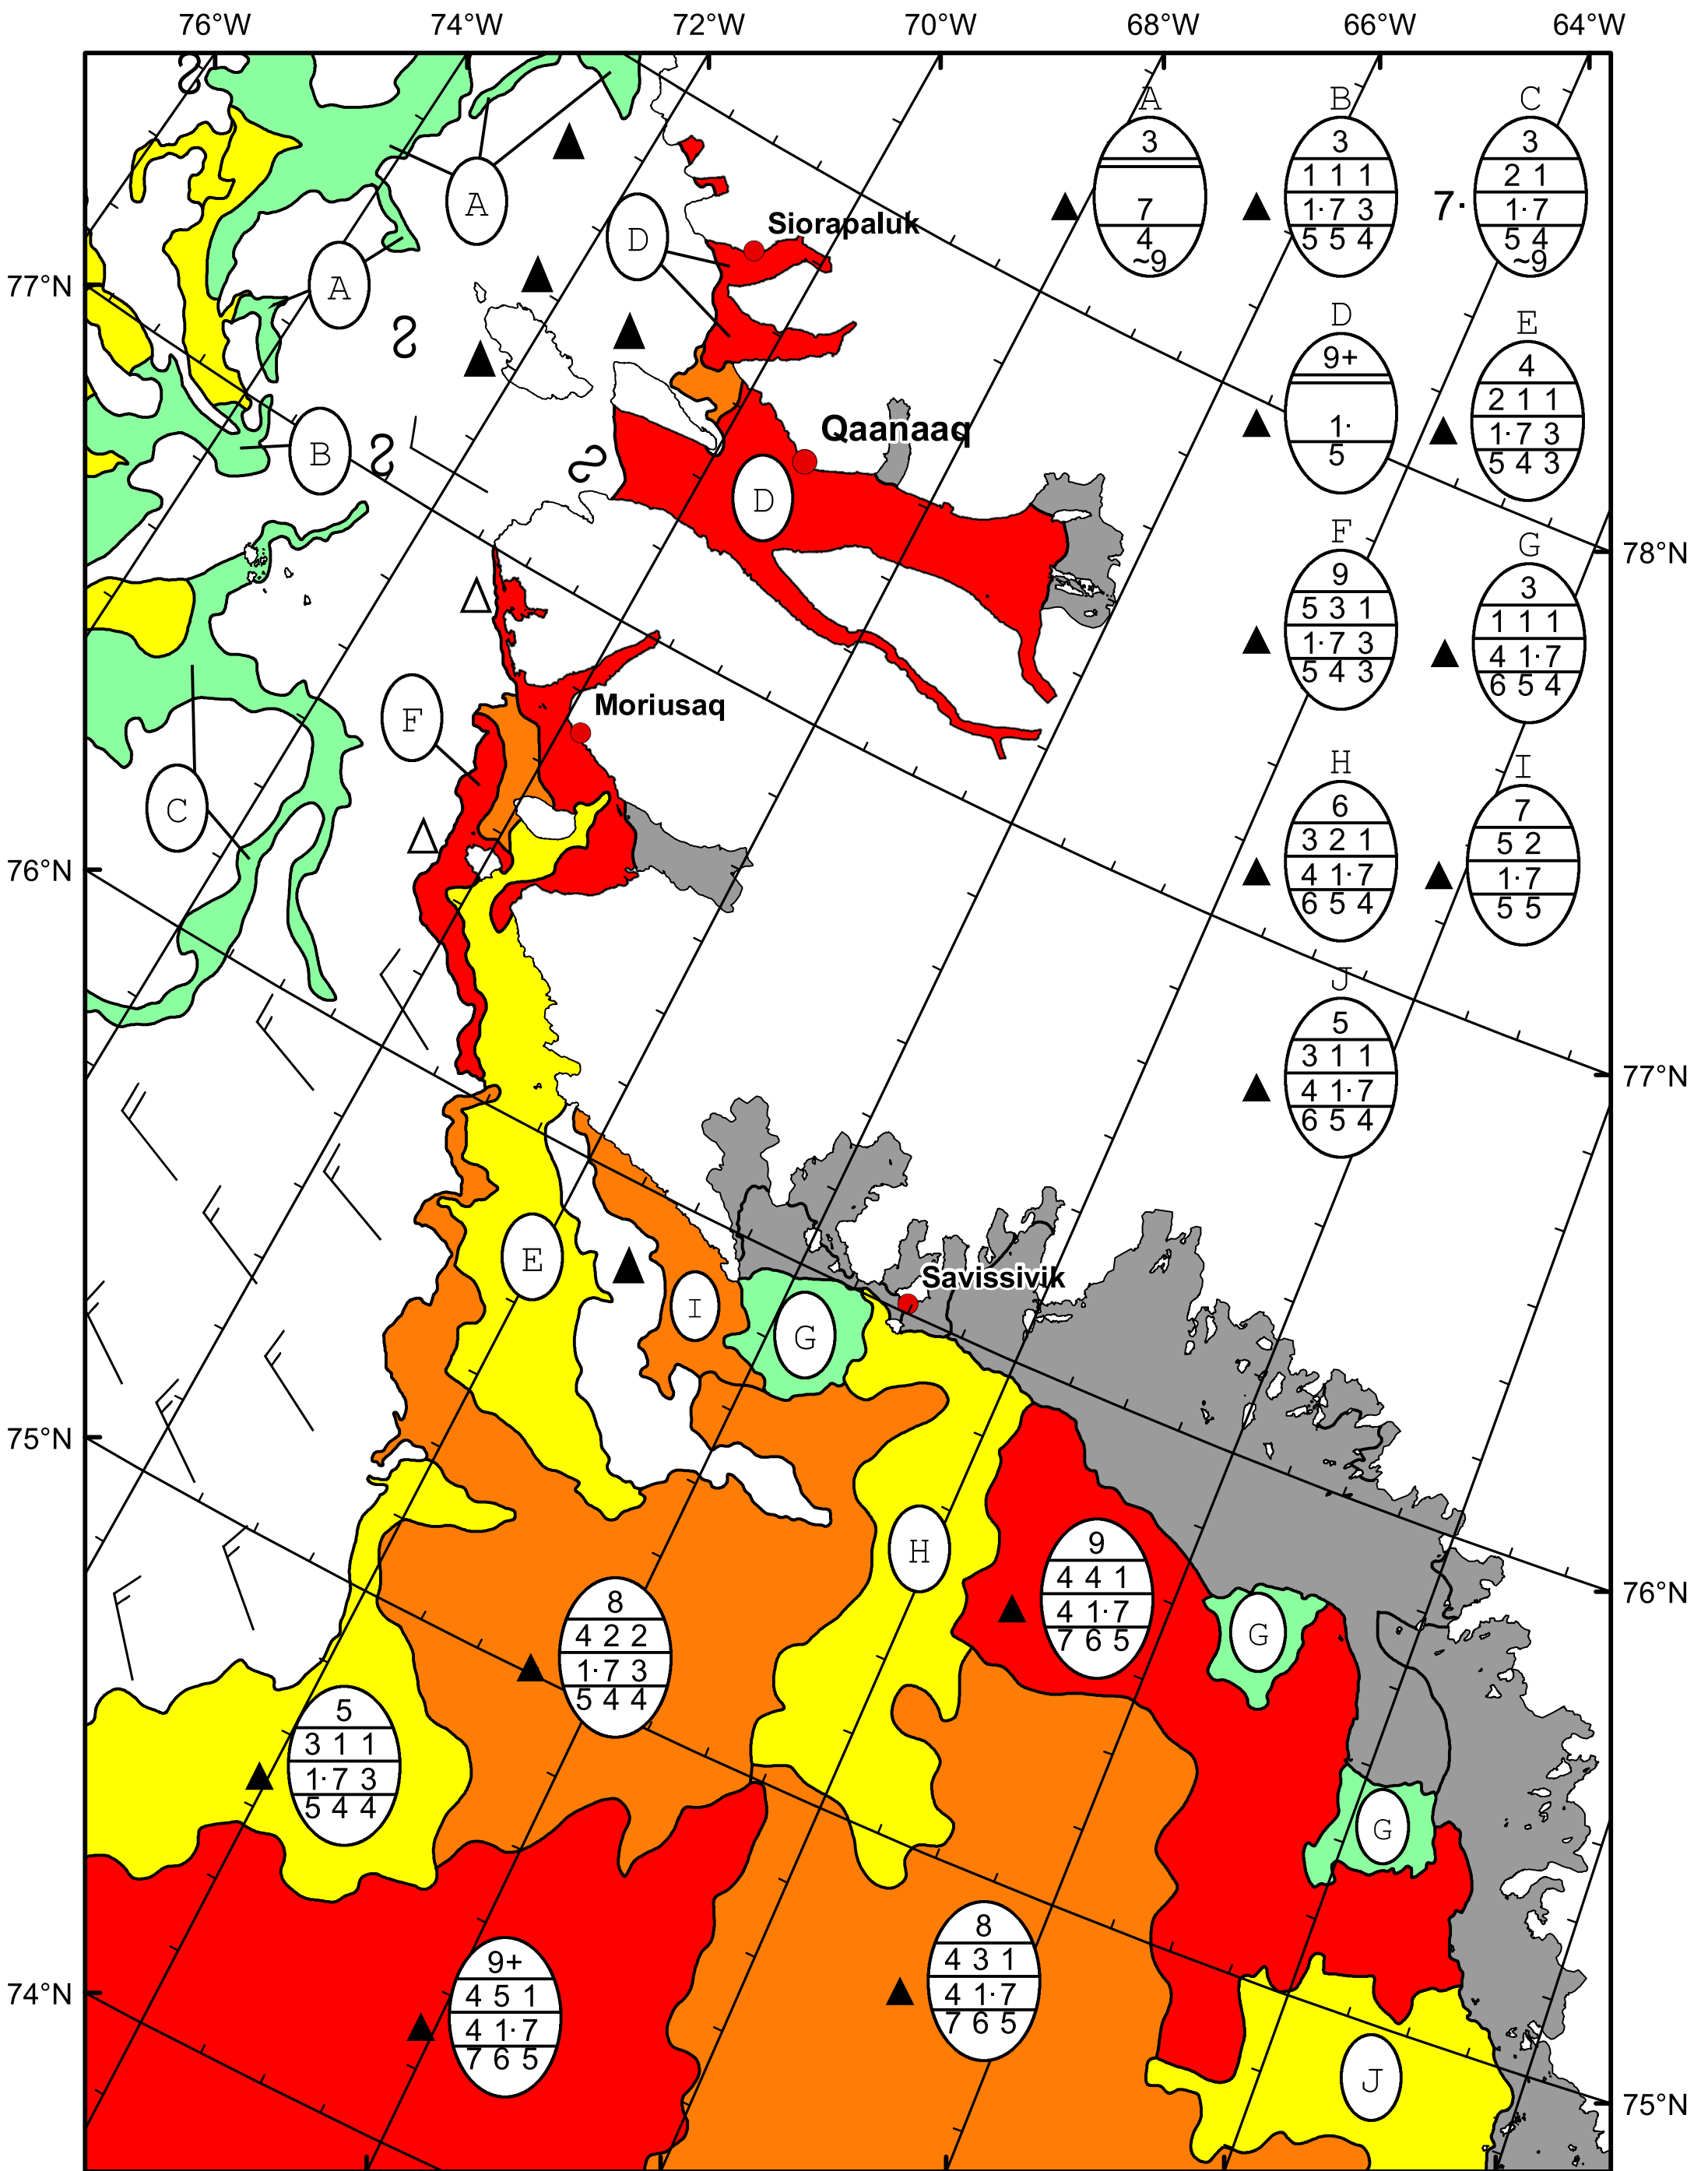 76°W 74°W 72°W 70°W 68°W 66°W 64°W
A B C
3 3 3
1 1 1 2 1
7 1·7 3 7· 1·7
4 5 5 4 5 4
~9 ~9
A
Siorapaluk
D
77°N
A
D E
9+ 4
2 1 1
1· 1·7 3
5 5 4 3
Qaanaaq
B
D
78°N
F G
9 3
5 3 1 1 1 1
1·7 3 4 1·7
5 4 3 6 5 4
Moriusaq
F
H I
6 7
3 2 1 5 2
4 1·7 1·7
6 5 4 5 5
C
76°N
J
5
3 1 1
4 1·7
6 5 4
77°N
E
Savissivik
I
G
75°N
H
9
4 4 1
4 1·7
7 6 5
76°N
8
4 2 2
1·7 3
5 4 4
G
5
3 1 1
1·7 3
5 4 4
G
9+
4 5 1
4 1·7
7 6 5
8
4 3 1
4 1·7
7 6 5
74°N
J
75°N